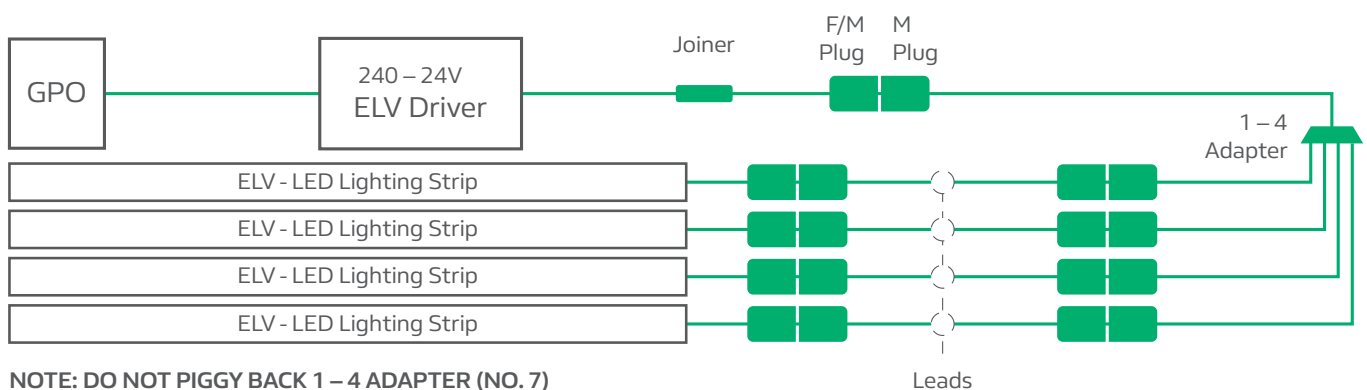 F/M M
Joiner Plug Plug
GPO
240 – 24V
ELV Driver
1 – 4
Adapter
ELV - LED Lighting Strip
ELV - LED Lighting Strip
ELV - LED Lighting Strip
ELV - LED Lighting Strip
NOTE: DO NOT PIGGY BACK 1 – 4 ADAPTER (NO. 7)
Leads